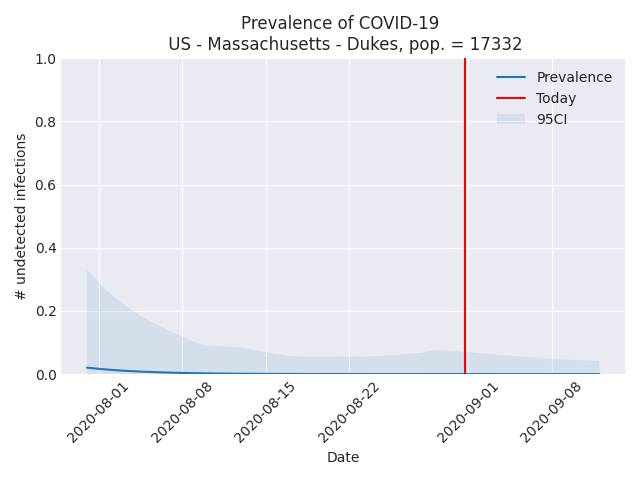 Prevalence of COVID-19
US - Massachusetts - Dukes, pop. = 17332
Prevalence
Today
95CI
1.0
0.8
0.6
0.4
0.2
0.0
# undetected infections
2020-08-01
2020-08-08
2020-08-15
2020-08-22
2020-09-01
2020-09-08
Date